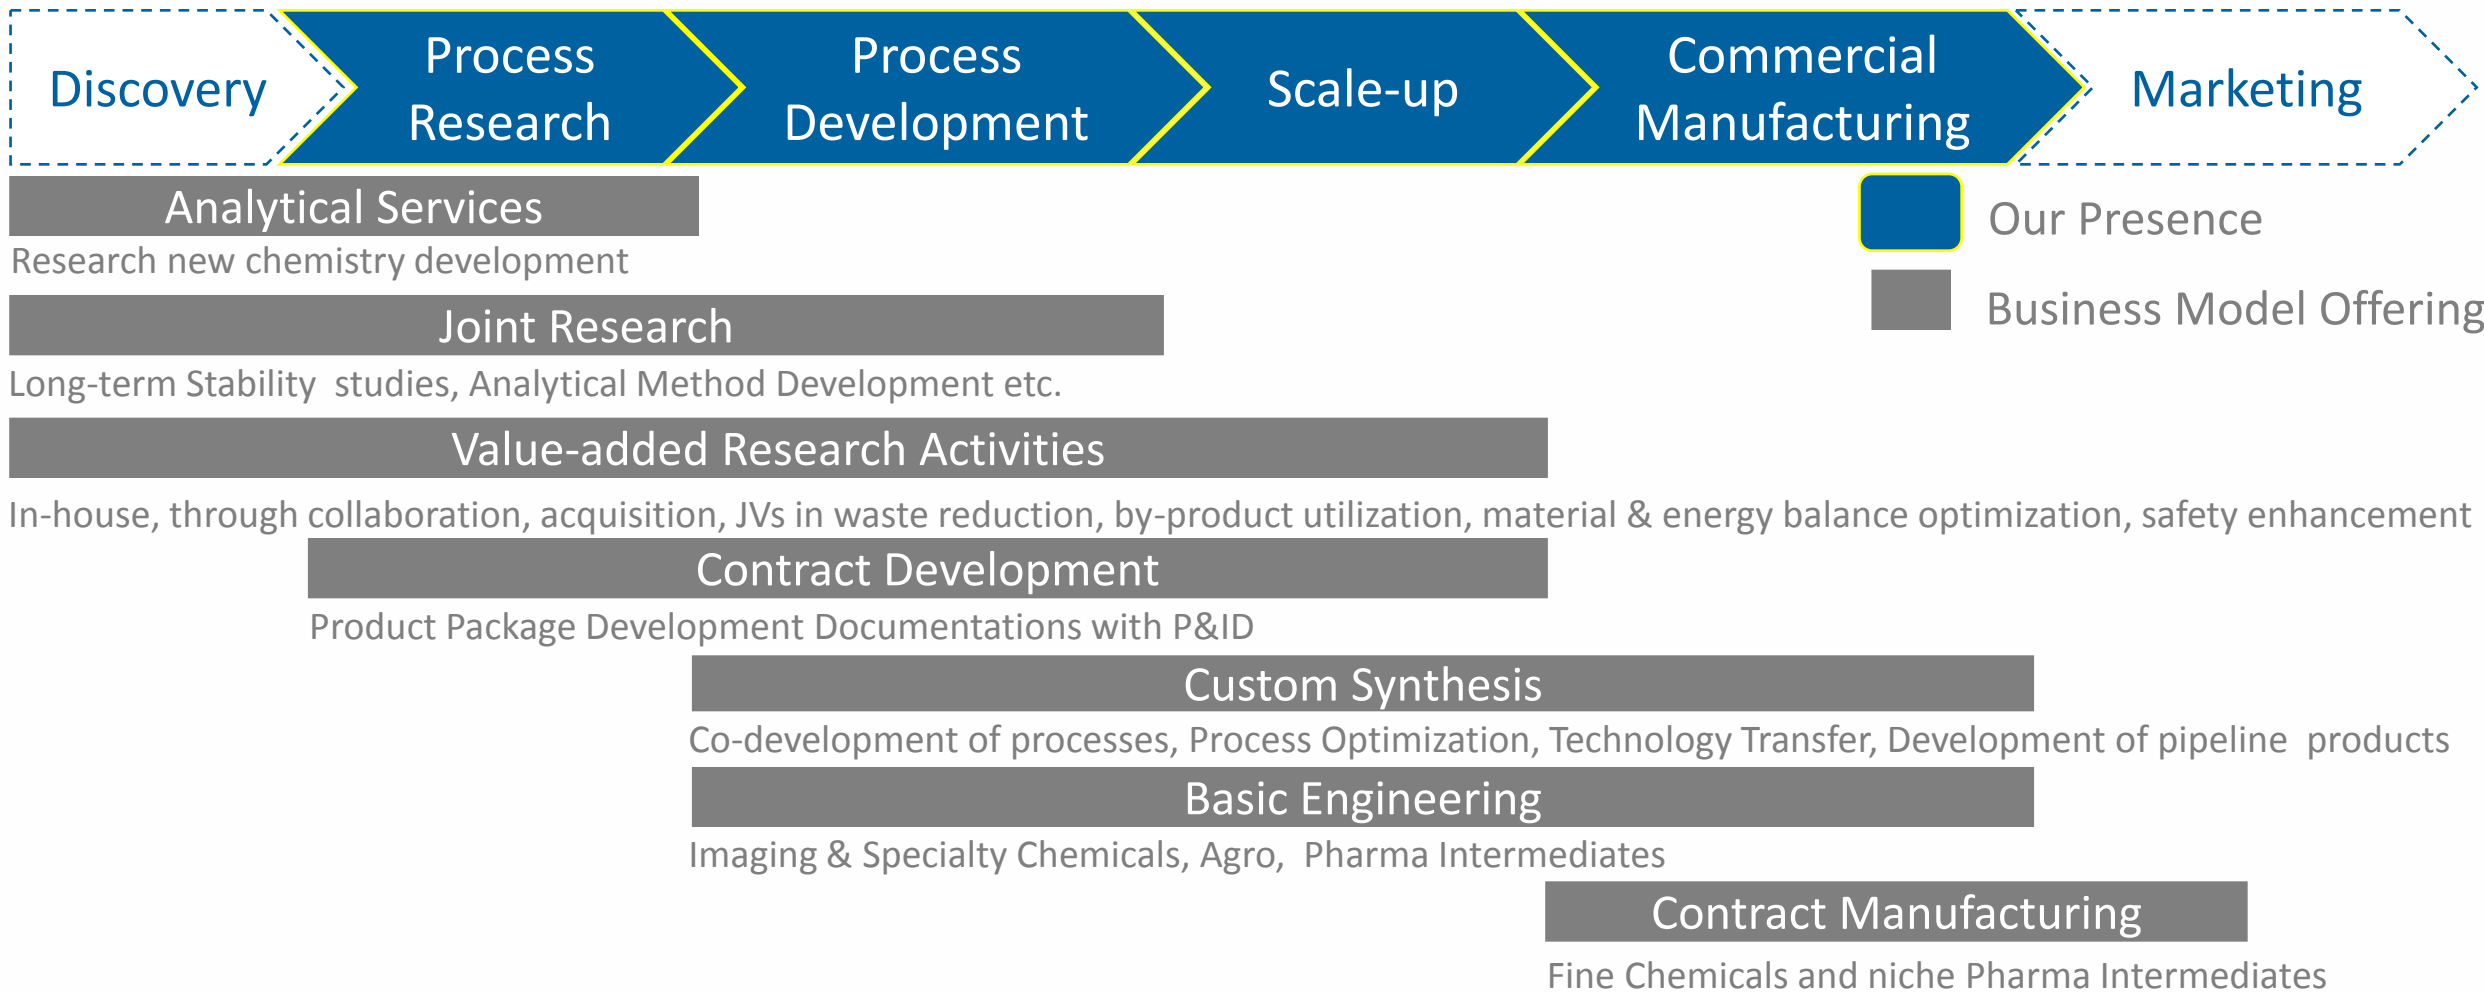 Discovery
Process
Research
Process
Development
Scale-up
Commercial
Manufacturing
Marketing
Analytical Services
Research new chemistry development
Our Presence
Business Model Offering
Joint Research
Long-term Stability  studies, Analytical Method Development etc.
Value-added Research Activities
In-house, through collaboration, acquisition, JVs in waste reduction, by-product utilization, material & energy balance optimization, safety enhancement
Contract Development
Product Package Development Documentations with P&ID
Custom Synthesis
Co-development of processes, Process Optimization, Technology Transfer, Development of pipeline  products
Basic Engineering
Imaging & Specialty Chemicals, Agro,  Pharma Intermediates
Contract Manufacturing
Fine Chemicals and niche Pharma Intermediates